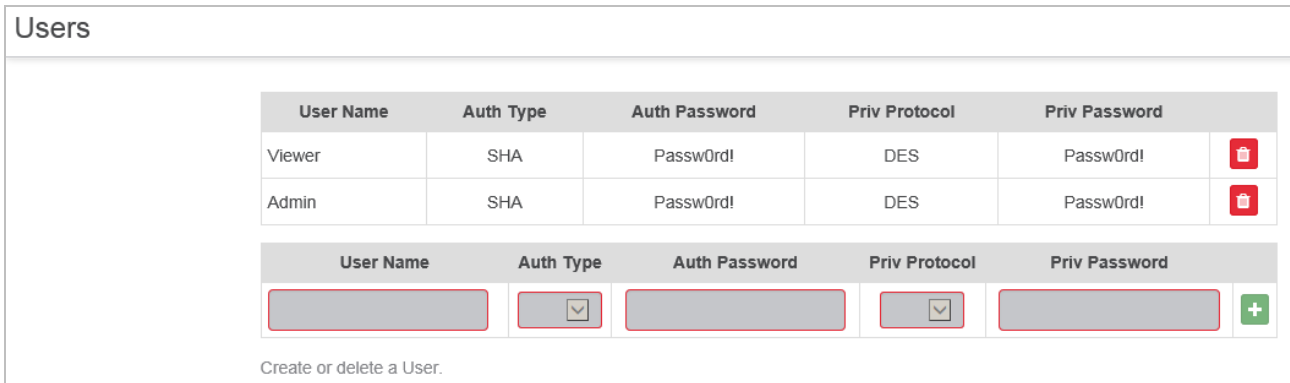 Users
User Name Auth Type Auth Password Priv Protocol Priv Password
Viewer SHA Passw0rd! DES Passw0rd!
Admin SHA Passw0rd! DES Passw0rd!
User Name Auth Type Auth Password Priv Protocol Priv Password
Create or delete a User.